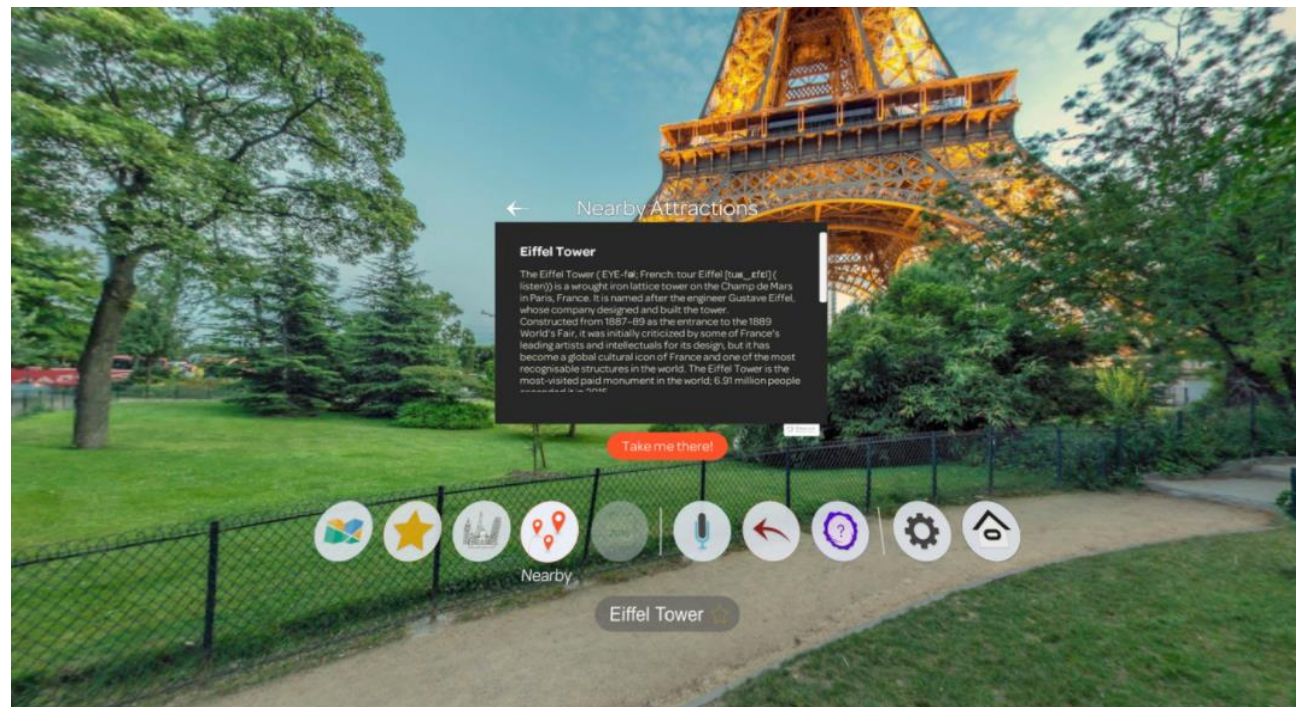 Nearby Attractions
Eiffel Tower
The Eiffel Tower ( EYE-fəl; French: tour Eiffel [tuʁ‿ɛfɛl] (
listen)) is a wrought iron lattice tower on the Champ de Mars
in Paris, France. It is named after the engineer Gustave Eiffel,
whose company designed and built the tower.
Constructed from 1887–89 as the entrance to the 1889
World's Fair, it was initially criticized by some of France's
leading artists and intellectuals for its design, but it has
become a global cultural icon of France and one of the most
recognisable structures in the world. The Eiffel Tower is the
most-visited paid monument in the world; 6.91 million people
Take me there!
?
Nearby
Eiffel Tower